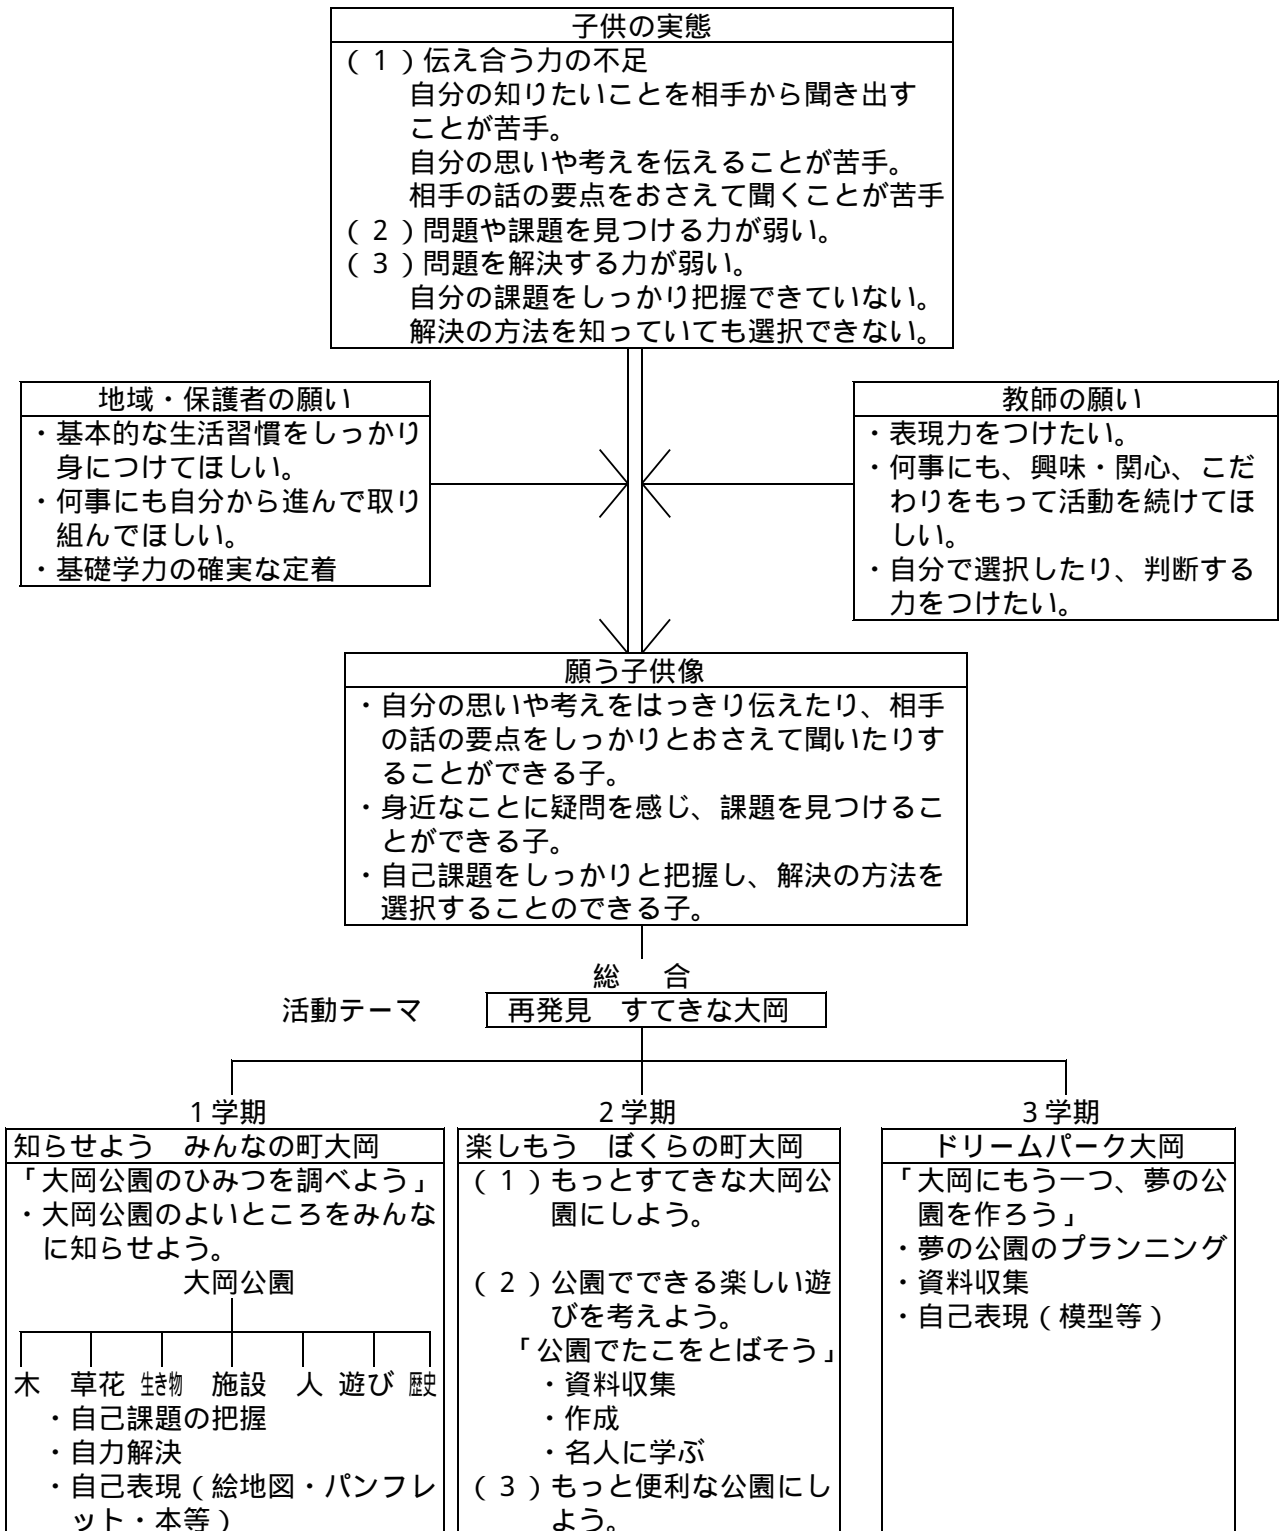 子供の実態
(1)伝え合う力の不足
自分の知りたいことを相手から聞き出す
ことが苦手。
自分の思いや考えを伝えることが苦手。
相手の話の要点をおさえて聞くことが苦手
(2)問題や課題を見つける力が弱い。
(3)問題を解決する力が弱い。
自分の課題をしっかり把握できていない。
解決の方法を知っていても選択できない。
地域・保護者の願い
・基本的な生活習慣をしっかり
身につけてほしい。
・何事にも自分から進んで取り
組んでほしい。
・基礎学力の確実な定着
教師の願い
・表現力をつけたい。
・何事にも、興味・関心、こだ
わりをもって活動を続けてほ
しい。
・自分で選択したり、判断する
力をつけたい。
願う子供像
・自分の思いや考えをはっきり伝えたり、相手
の話の要点をしっかりとおさえて聞いたりす
ることができる子。
・身近なことに疑問を感じ、課題を見つけるこ
とができる子。
・自己課題をしっかりと把握し、解決の方法を
選択することのできる子。
総 合
活動テーマ 再発見 すてきな大岡
1学期
知らせよう みんなの町大岡
「大岡公園のひみつを調べよう」
・大岡公園のよいところをみんな
に知らせよう。
大岡公園
木 草花 生き物 施設 人 遊び 歴史
・自己課題の把握
・自力解決
・自己表現(絵地図・パンフレ
ット・本等)
2学期
楽しもう ぼくらの町大岡
(1)もっとすてきな大岡公
園にしよう。
(2)公園でできる楽しい遊
びを考えよう。
「公園でたこをとばそう」
・資料収集
・作成
・名人に学ぶ
(3)もっと便利な公園にし
よう。
3学期
ドリームパーク大岡
「大岡にもう一つ、夢の公
園を作ろう」
・夢の公園のプランニング
・資料収集
・自己表現(模型等)